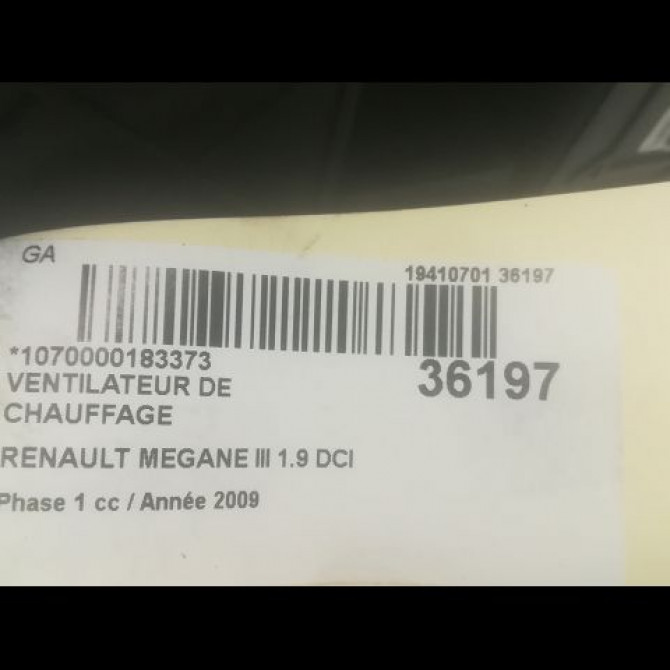 GA
19410701 36197
*1070000183373
36197
VENTILATEUR DE
CHAUFFAGE
RENAULT MEGANE III 1.9 DCI
Phase 1 cc / Année 2009